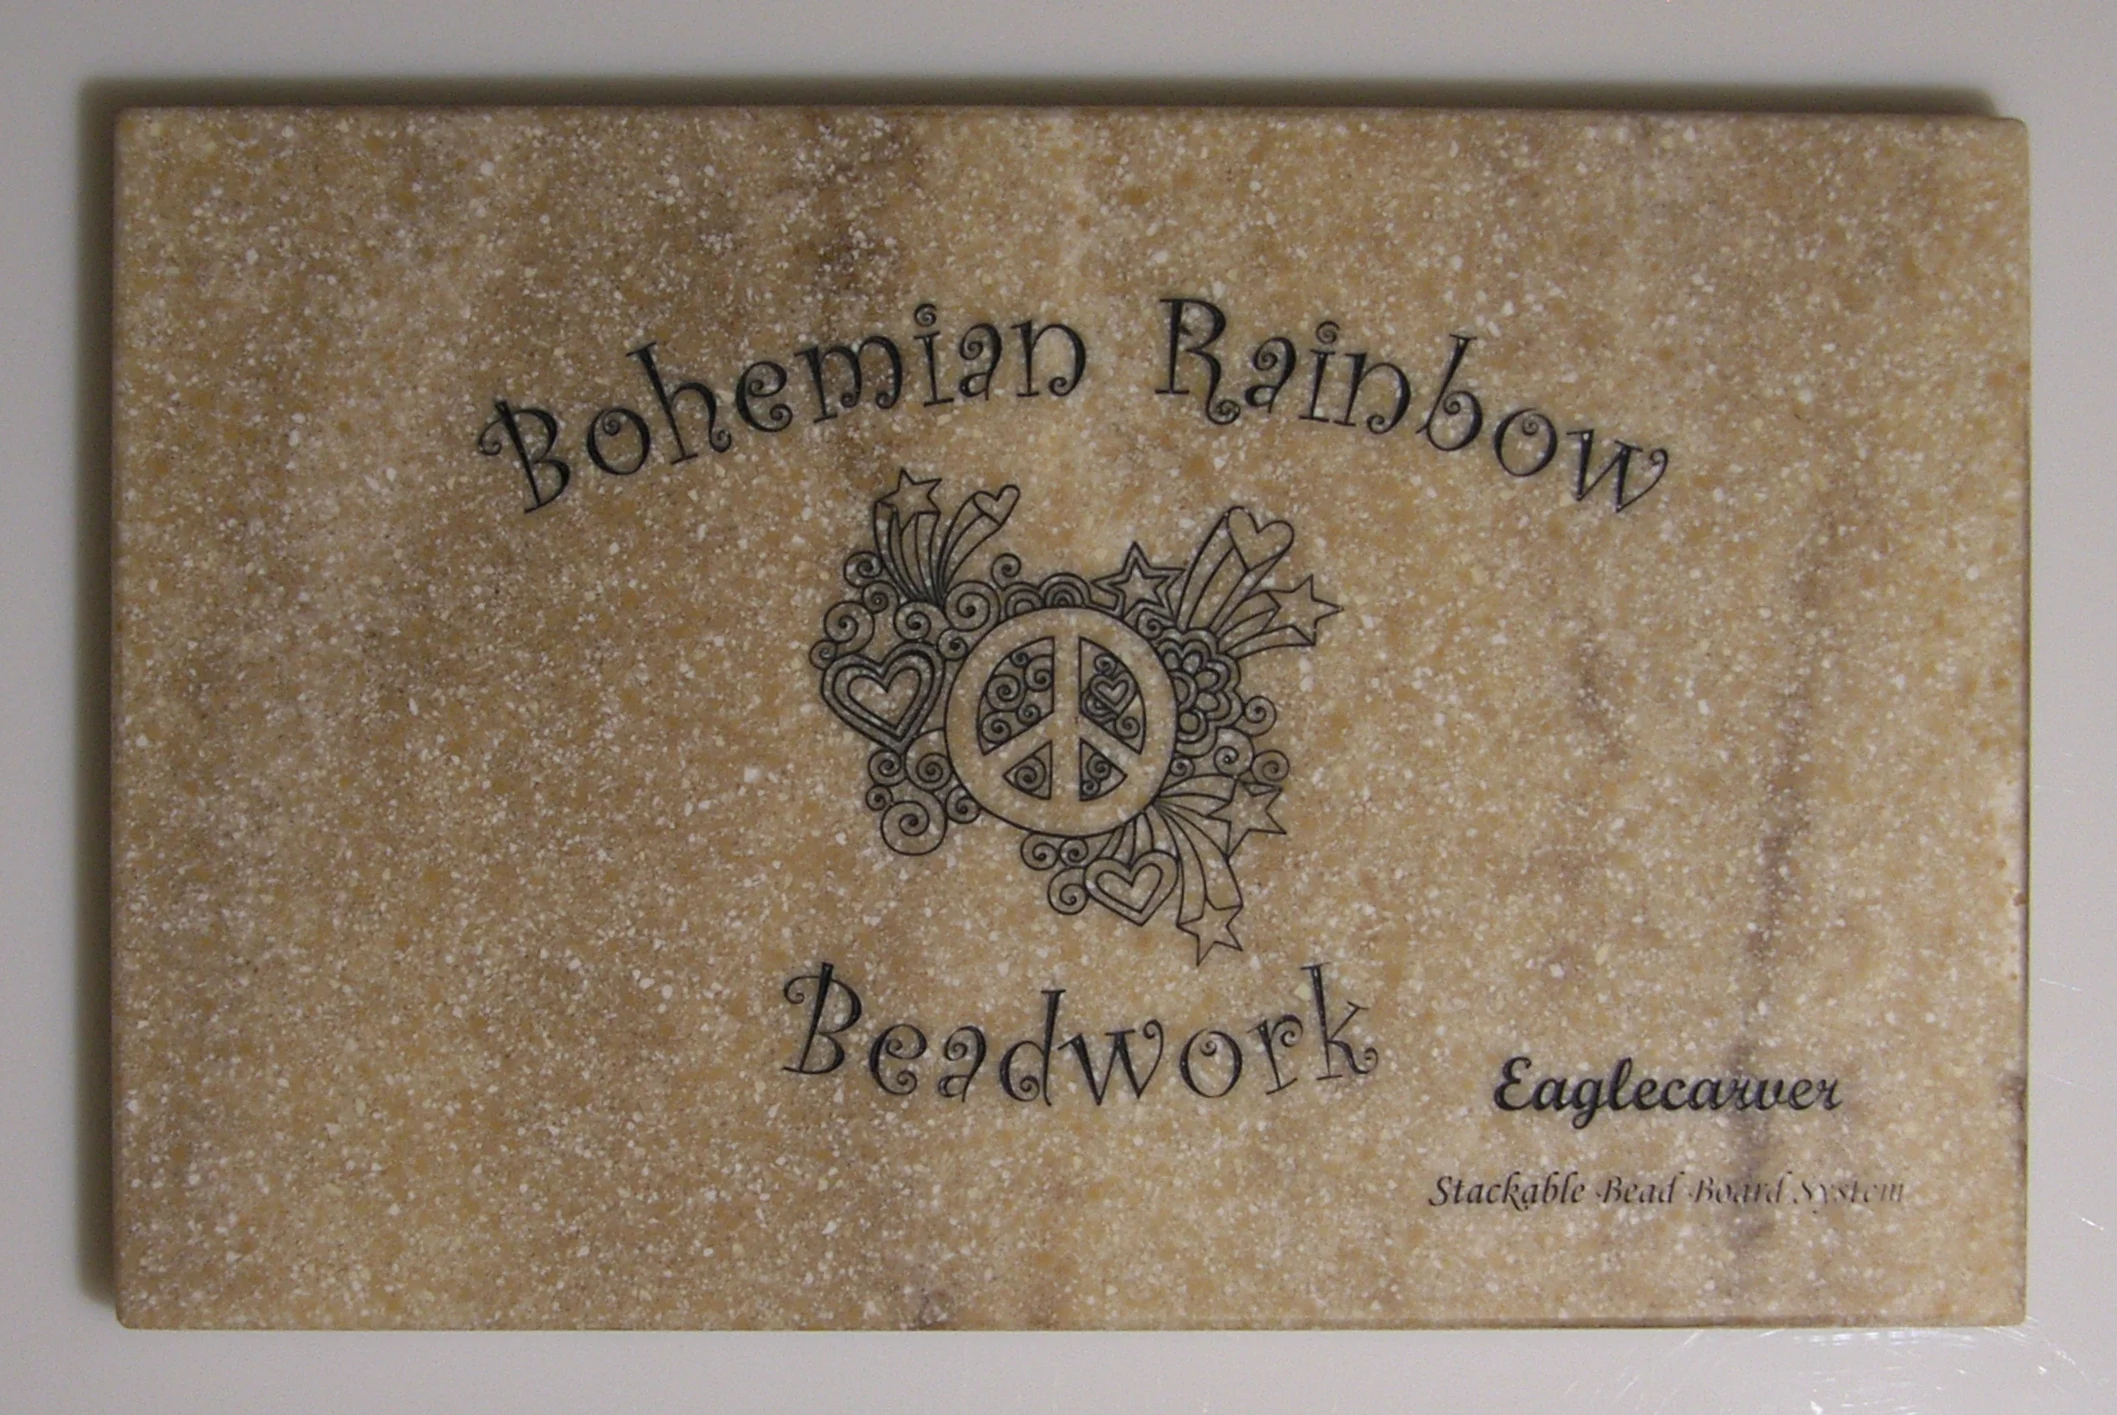 Bohemian Rainbow
Beadwork
Eaglecarver
Stackable Bead Board System